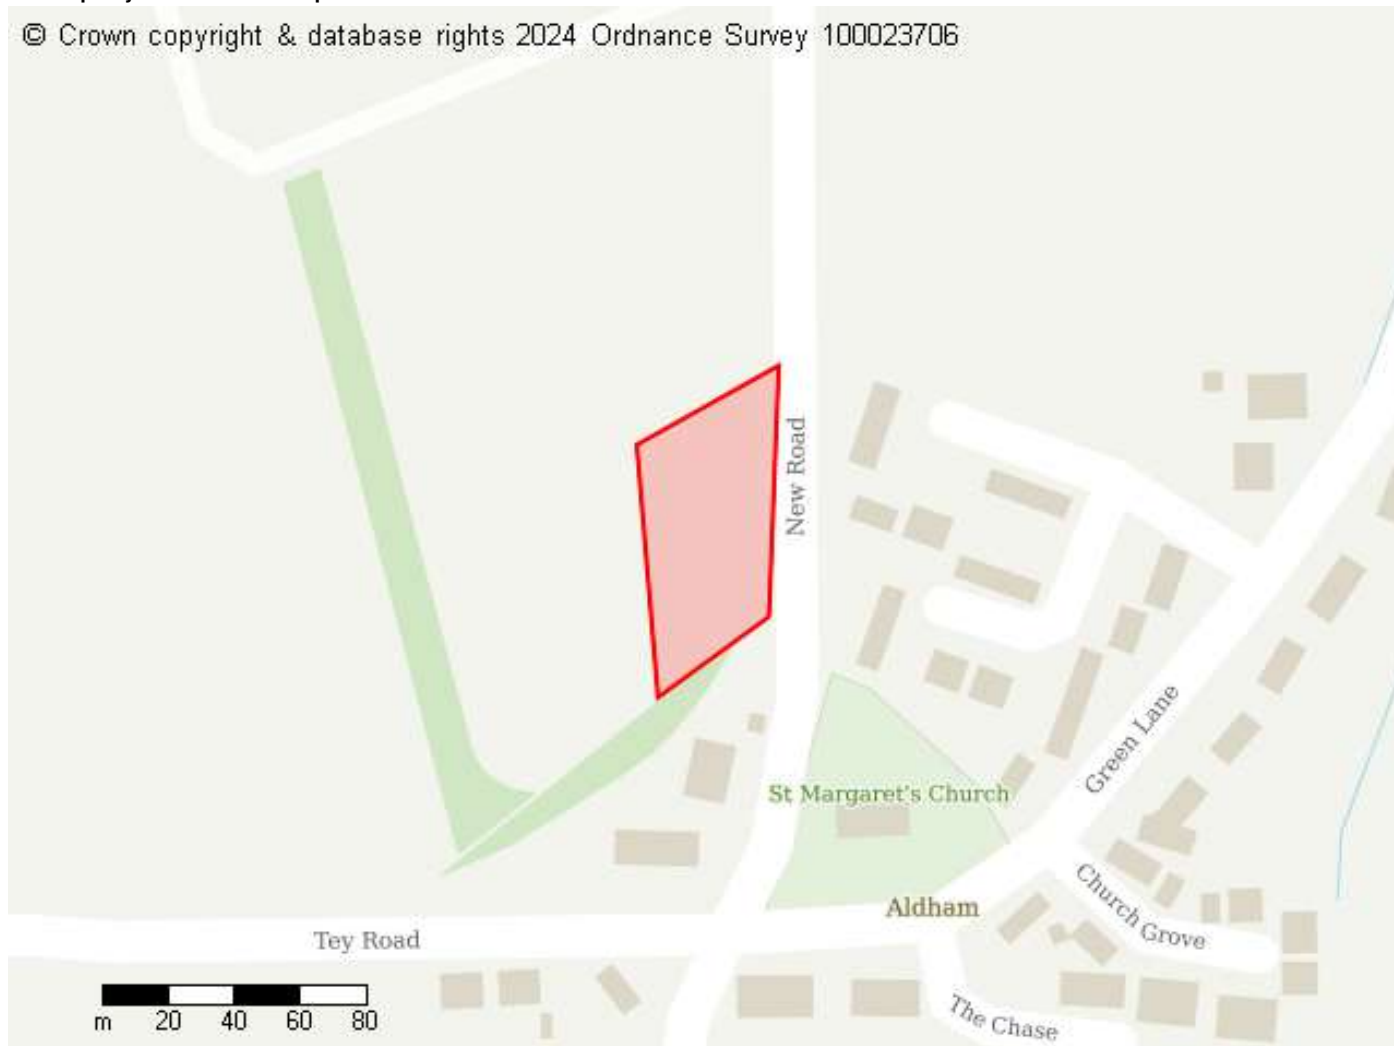 © Crown copyright & database rights 2024 Ordnance Survey 100023706
New Road
Green Lane
St Margaret's Church
Aldham
Church Grove
Tey Road
The Chase
m 20 40 60 80